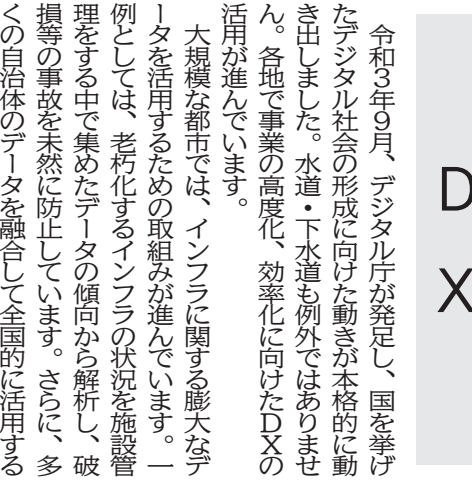 DX
令和3年9月、デジタル庁が発足し、国を挙げ
たデジタル社会の形成に向けた動きが本格的に動
き出しました。水道・下水道も例外ではありませ
ん。各地で事業の高度化、効率化に向けたDXの
活用が進んでいます。
大規模な都市では、インフラに関する膨大なデ
ータを活用するための取組みが進んでいます。一
例としては、老朽化するインフラの状況を施設管
理をする中で集めたデータの傾向から解析し、破
損等の事故を未然に防止しています。さらに、多
くの自治体のデータを融合して全国的に活用する